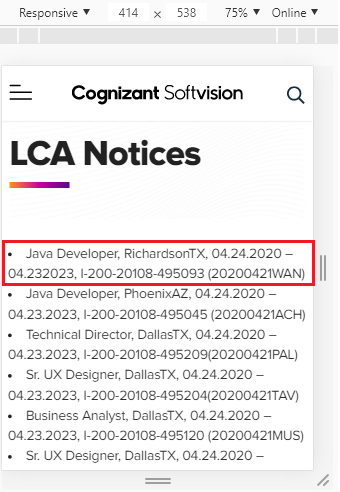 Responsive ▼ 414 × 538 75% ▼ Online ▼
Cognizant Softvision
LCA Notices
• Java Developer, RichardsonTX, 04.24.2020 –
04.232023, I-200-20108-495093 (20200421WAN)
• Java Developer, PhoenixAZ, 04.24.2020 –
04.23.2023, I-200-20108-495045 (20200421ACH)
• Technical Director, DallasTX, 04.24.2020 –
04.23.2023, I-200-20108-495209(20200421PAL)
• Sr. UX Designer, DallasTX, 04.24.2020 –
04.23.2023, I-200-20108-495204(20200421TAV)
• Business Analyst, DallasTX, 04.24.2020 –
04.23.2023, I-200-20108-495120 (20200421MUS)
• Sr. UX Designer, DallasTX, 04.24.2020 –